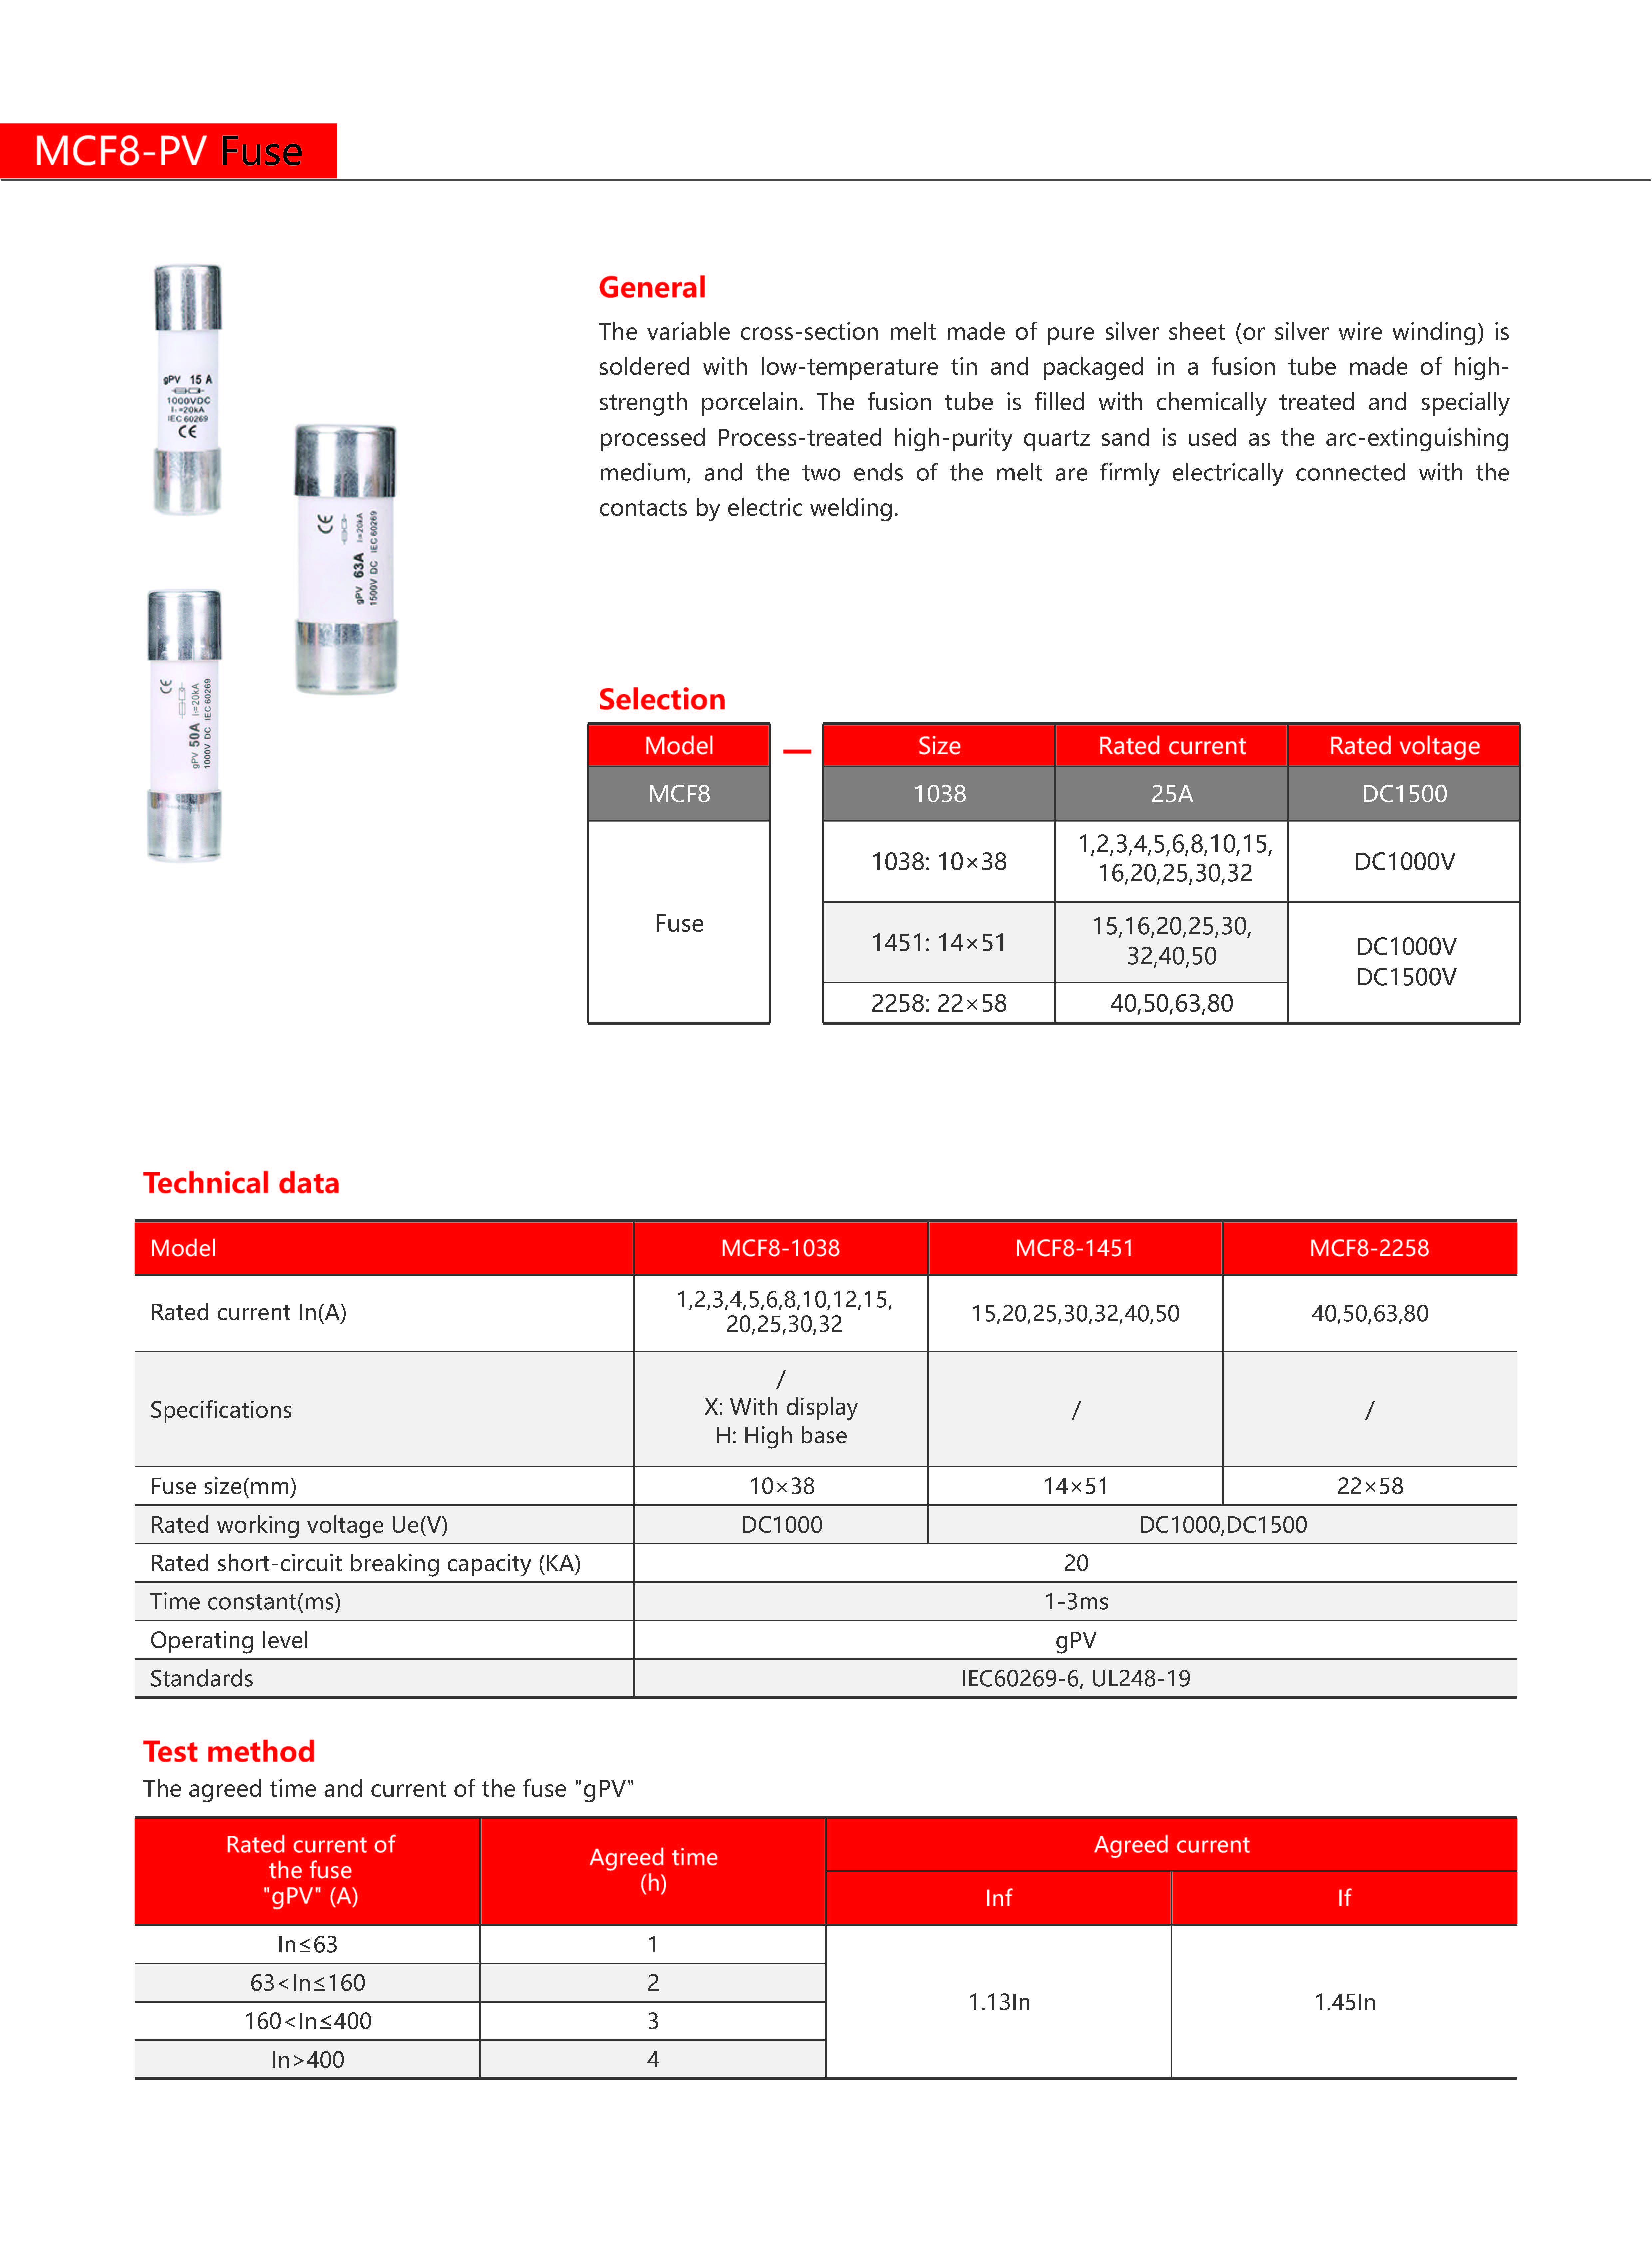 MCF8-PV Fuse
gPV 15 A
1000VDC
I₁=20kA
IEC 60269
CE
CE
gPV 63A I=20kA
1500V DC IEC 60269
CE
gPV 50A I=20kA
1000V DC IEC 60269
General
The variable cross-section melt made of pure silver sheet (or silver wire winding) is
soldered with low-temperature tin and packaged in a fusion tube made of high-
strength porcelain. The fusion tube is filled with chemically treated and specially
processed Process-treated high-purity quartz sand is used as the arc-extinguishing
medium, and the two ends of the melt are firmly electrically connected with the
contacts by electric welding.
Selection
Model — Size Rated current Rated voltage
MCF8 1038 25A DC1500
Fuse
1038: 10×38
1,2,3,4,5,6,8,10,15,
16,20,25,30,32
DC1000V
1451: 14×51
15,16,20,25,30,
32,40,50
DC1000V
DC1500V
2258: 22×58 40,50,63,80
Technical data
Model MCF8-1038 MCF8-1451 MCF8-2258
Rated current In(A)
1,2,3,4,5,6,8,10,12,15,
20,25,30,32
15,20,25,30,32,40,50
40,50,63,80
Specifications
/
X: With display
H: High base
/
/
Fuse size(mm) 10×38 14×51 22×58
Rated working voltage Ue(V) DC1000 DC1000,DC1500
Rated short-circuit breaking capacity (KA) 20
Time constant(ms) 1-3ms
Operating level gPV
Standards IEC60269-6, UL248-19
Test method
The agreed time and current of the fuse "gPV"
Rated current of
the fuse
"gPV" (A)
Agreed time
(h)
Agreed current
Inf If
In≤63 1
63<In≤160 2
1.13In 1.45In
160<In≤400 3
In>400 4